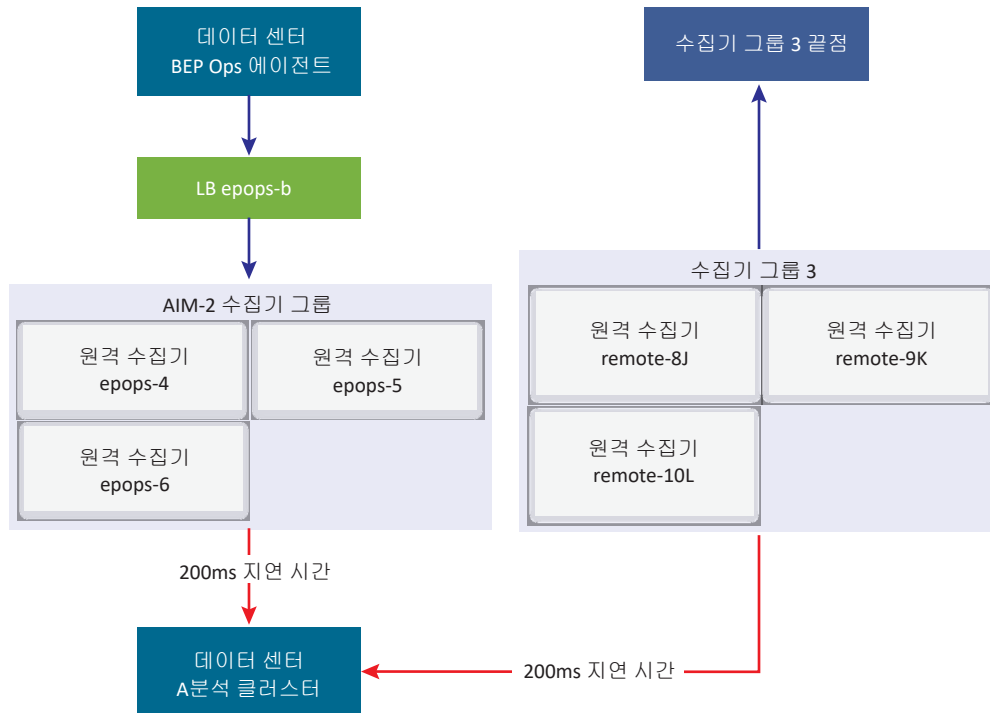 데이터 센터
BEP Ops 에이전트
수집기 그룹 3 끝점
LB epops-b
수집기 그룹 3
AIM-2 수집기 그룹
원격 수집기
epops-4
원격 수집기
epops-5
원격 수집기
epops-6
원격 수집기
remote-8J
원격 수집기
remote-9K
원격 수집기
remote-10L
200ms 지연 시간
데이터 센터
A분석 클러스터
200ms 지연 시간